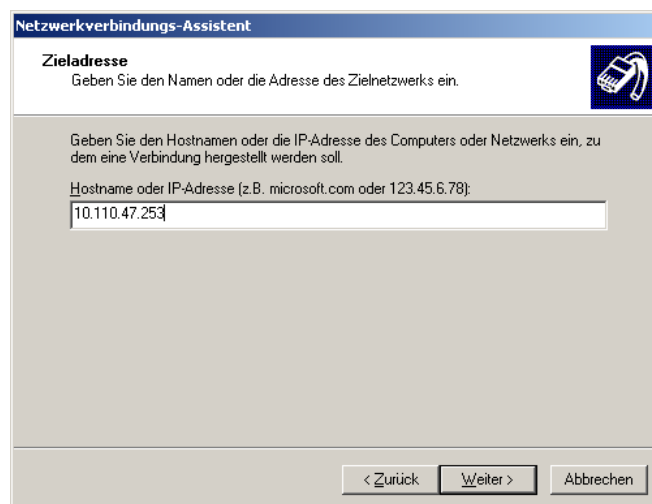 Netzwerkverbindungs-Assistent
Zieladresse
Geben Sie den Namen oder die Adresse des Zielnetzwerks ein.
Geben Sie den Hostnamen oder die IP-Adresse des Computers oder Netzwerks ein, zu
dem eine Verbindung hergestellt werden soll.
Hostname oder IP-Adresse (z.B. microsoft.com oder 123.45.6.78):
10.110.47.253
< Zurück Weiter > Abbrechen